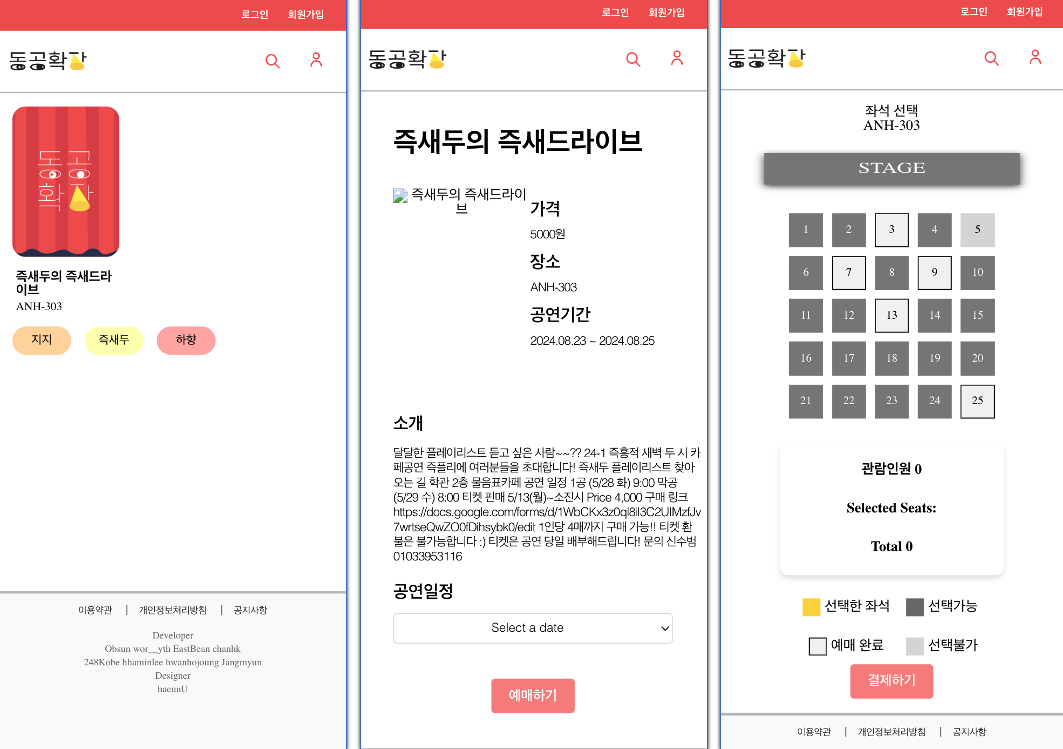 로그인 회원가입
동공확장
동공
확장
즉새두의 즉새드라
이브
ANH-303
지지 즉새두 하향
이용약관 | 개인정보처리방침 | 공지사항
Developer
Obsun wor__yth EastBean chanhk
248Kobe hhaminlee hwanhojoung Jangmyun
Designer
haeunU
로그인 회원가입
동공확장
즉새두의 즉새드라이브
즉새두의 즉새드라이
브
가격
5000원
장소
ANH-303
공연기간
2024.08.23 ~ 2024.08.25
소개
달달한 플레이리스트 듣고 싶은 사람~~?? 24-1 즉흥적 새벽 두 시 카
페공연 즉플리에 여러분들을 초대합니다! 즉새두 플레이리스트 찾아
오는 길 학관 2층 물음표카페 공연 일정 1공 (5/28 화) 9:00 막공
(5/29 수) 8:00 티켓 판매 5/13(월)~소진시 Price 4,000 구매 링크
https://docs.google.com/forms/d/1WbCKx3z0ql8iI3C2UIMzfJv
7wrtseQwZO0fDihsybk0/edit 1인당 4매까지 구매 가능!! 티켓 환
불은 불가능합니다 :) 티켓은 공연 당일 배부해드립니다! 문의 신수범
01033953116
공연일정
Select a date
예매하기
로그인 회원가입
동공확장
좌석 선택
ANH-303
STAGE
1 2 3 4 5
6 7 8 9 10
11 12 13 14 15
16 17 18 19 20
21 22 23 24 25
관람인원 0
Selected Seats:
Total 0
선택한 좌석 선택가능
예매 완료 선택불가
결제하기
이용약관 | 개인정보처리방침 | 공지사항